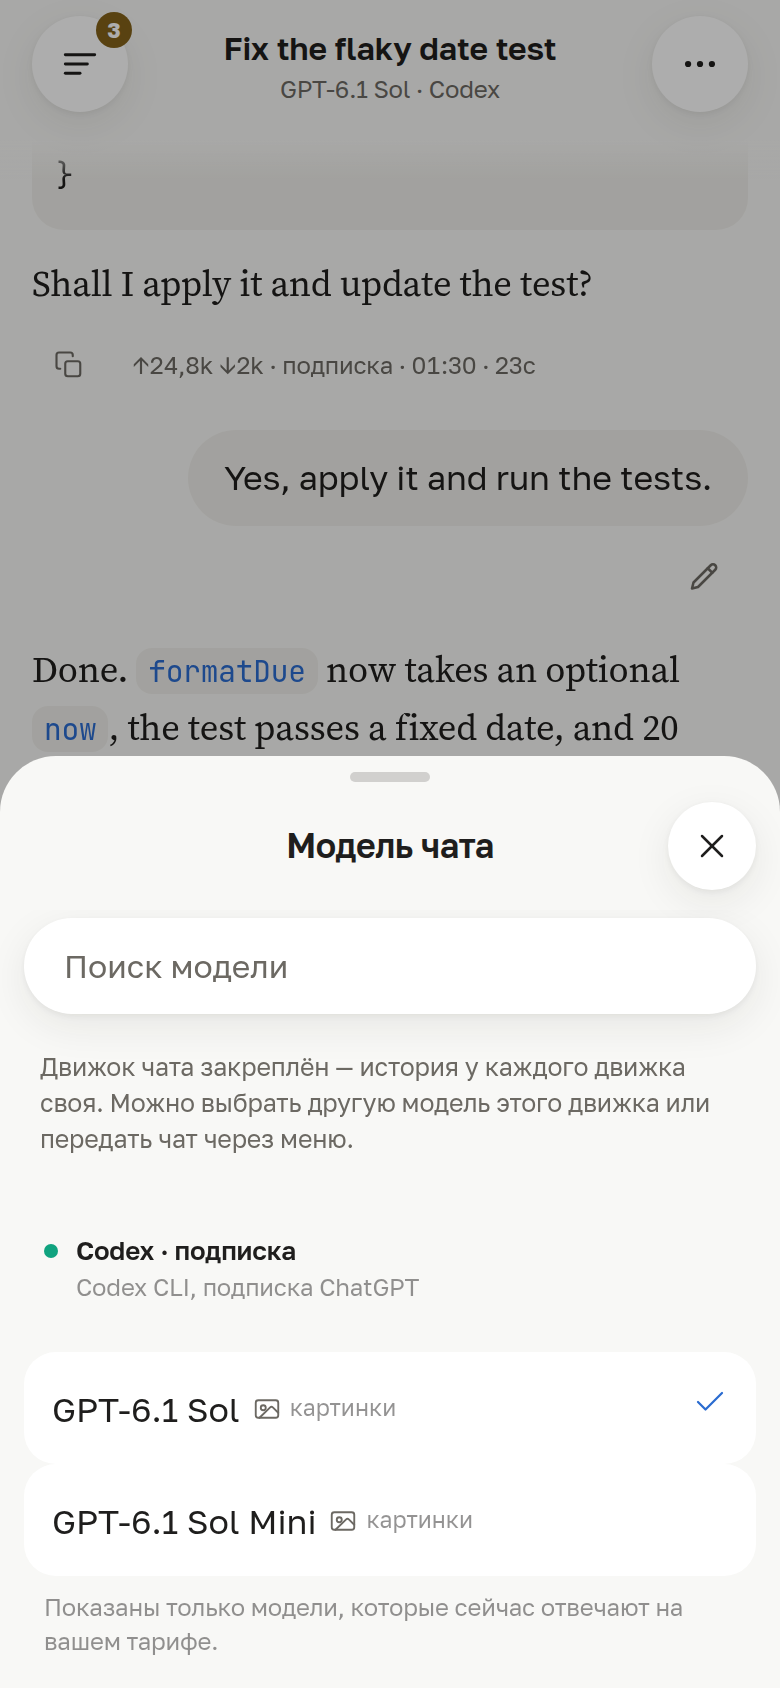 3
Fix the flaky date test
GPT-6.1 Sol · Codex
}
Shall I apply it and update the test?
↑24,8k ↓2k · подписка · 01:30 · 23с
Yes, apply it and run the tests.
Done. formatDue now takes an optional
now, the test passes a fixed date, and 20
Модель чата
Поиск модели
Движок чата закреплён — история у каждого движка
своя. Можно выбрать другую модель этого движка или
передать чат через меню.
Codex · подписка
Codex CLI, подписка ChatGPT
GPT-6.1 Sol картинки
GPT-6.1 Sol Mini картинки
Показаны только модели, которые сейчас отвечают на
вашем тарифе.